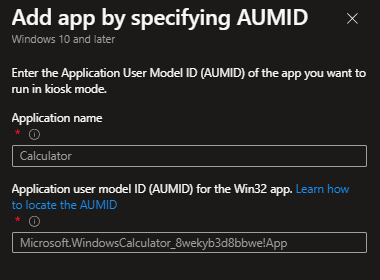 Add app by specifying AUMID
Windows 10 and later
Enter the Application User Model ID (AUMID) of the app you want to
run in kiosk mode.
Application name
*
Calculator
Application user model ID (AUMID) for the Win32 app. Learn how
to locate the AUMID
*
Microsoft.WindowsCalculator_8wekyb3d8bbwe!App